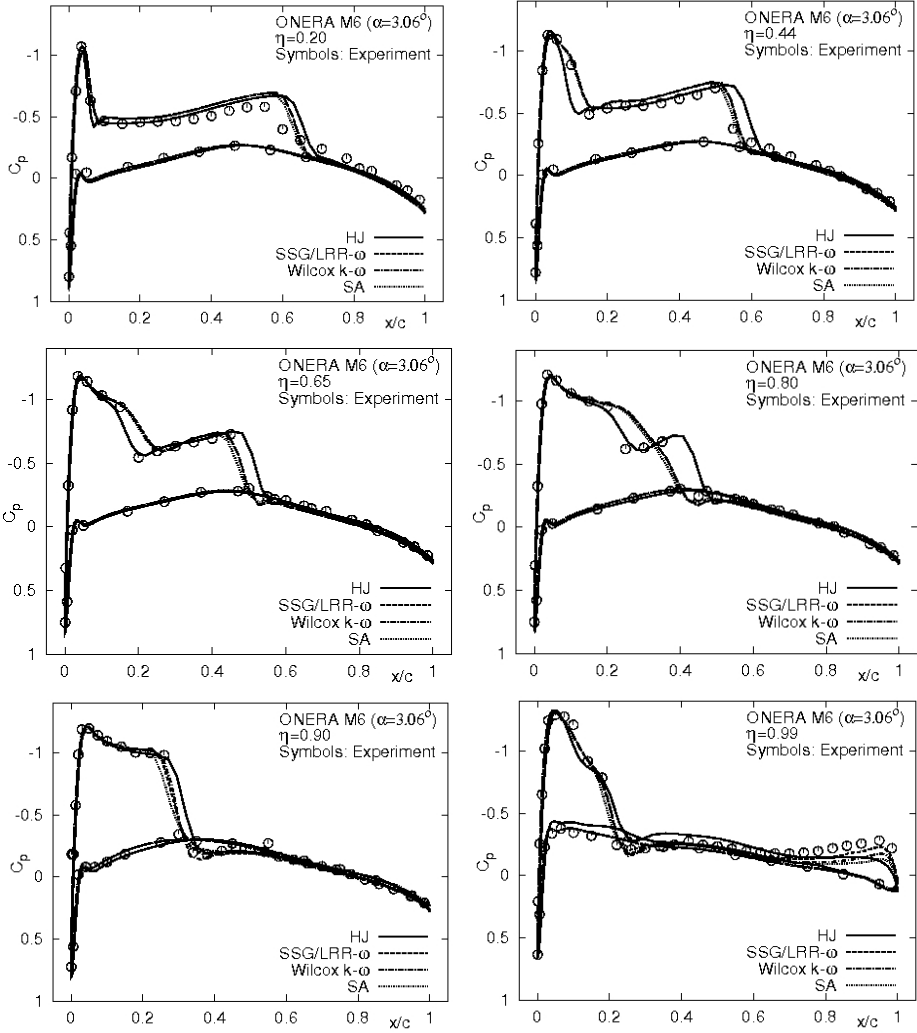 ONERA M6 (α=3.06°)
η=0.20
Symbols: Experiment
-1
-0.5
0
0.5
1
Cp
HJ
SSG/LRR-ω
Wilcox k-ω
SA
0 0.2 0.4 0.6 0.8 1
x/c
ONERA M6 (α=3.06°)
η=0.44
Symbols: Experiment
-1
-0.5
0
0.5
1
Cp
HJ
SSG/LRR-ω
Wilcox k-ω
SA
0 0.2 0.4 0.6 0.8 1
x/c
ONERA M6 (α=3.06°)
η=0.65
Symbols: Experiment
-1
-0.5
0
0.5
1
Cp
HJ
SSG/LRR-ω
Wilcox k-ω
SA
0 0.2 0.4 0.6 0.8 1
x/c
ONERA M6 (α=3.06°)
η=0.80
Symbols: Experiment
-1
-0.5
0
0.5
1
Cp
HJ
SSG/LRR-ω
Wilcox k-ω
SA
0 0.2 0.4 0.6 0.8 1
x/c
ONERA M6 (α=3.06°)
η=0.90
Symbols: Experiment
-1
-0.5
0
0.5
1
Cp
HJ
SSG/LRR-ω
Wilcox k-ω
SA
0 0.2 0.4 0.6 0.8 1
x/c
ONERA M6 (α=3.06°)
η=0.99
Symbols: Experiment
-1
-0.5
0
0.5
1
Cp
HJ
SSG/LRR-ω
Wilcox k-ω
SA
0 0.2 0.4 0.6 0.8 1
x/c